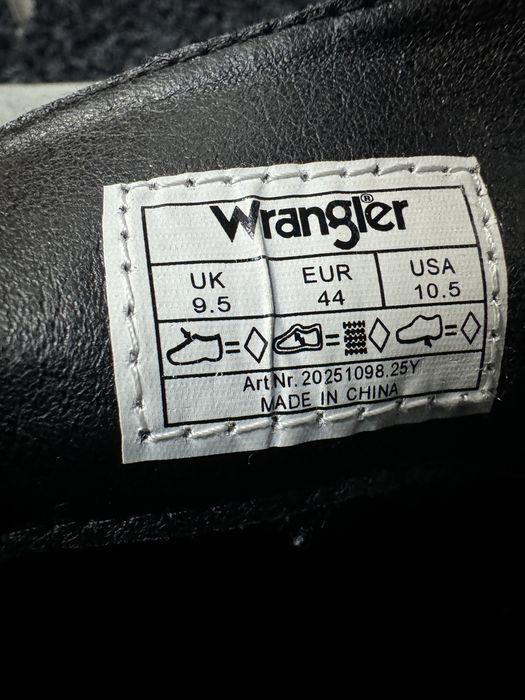 Wrangler®
UK EUR USA
9.5 44 10.5
= = =
Art Nr. 20251098.25Y
MADE IN CHINA